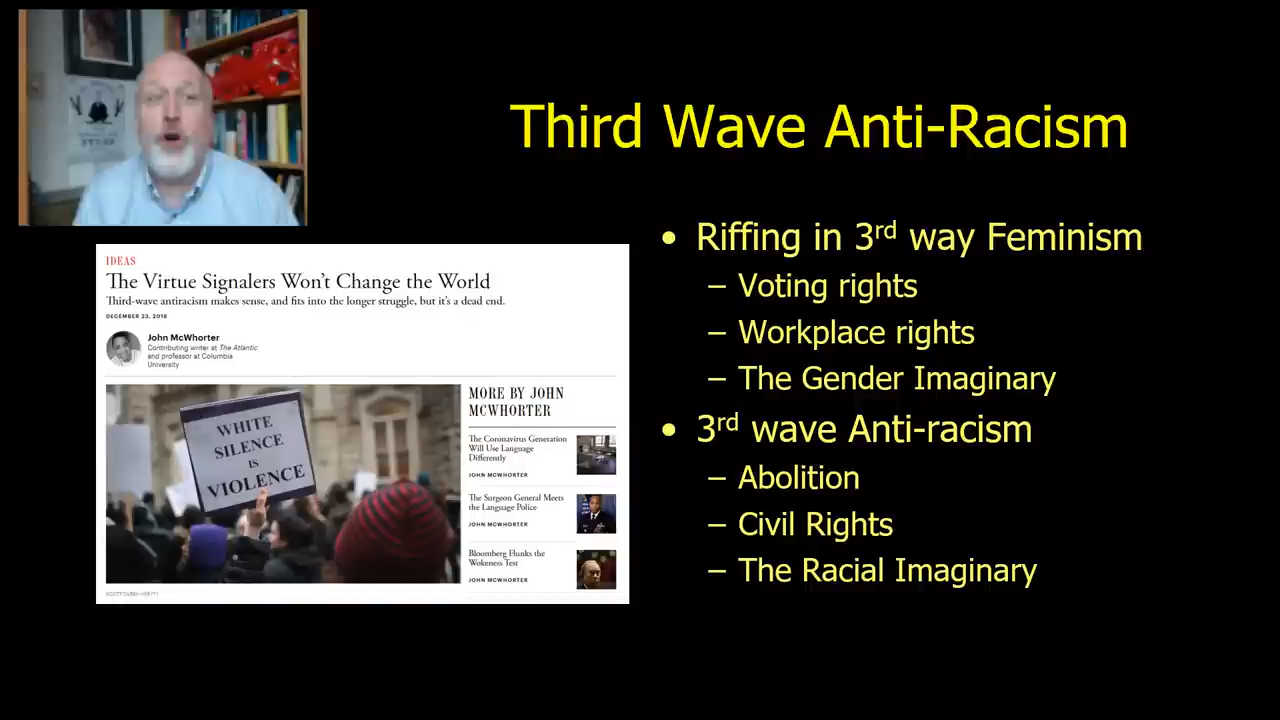 Third Wave Anti-Racism
• Riffing in 3rd way Feminism
– Voting rights
– Workplace rights
– The Gender Imaginary
• 3rd wave Anti-racism
– Abolition
– Civil Rights
– The Racial Imaginary
IDEAS
The Virtue Signalers Won't Change the World
Third-wave antiracism makes sense, and fits into the longer struggle, but it's a dead end.
DECEMBER 23, 2018
John McWhorter
Contributing writer at The Atlantic
and professor at Columbia
University
WHITE
SILENCE
IS
VIOLENCE
MORE BY JOHN
MCWHORTER
The Coronavirus Generation
Will Use Language
Differently
JOHN MCWHORTER
The Surgeon General Meets
the Language Police
JOHN MCWHORTER
Bloomberg Flunks the
Wokeness Test
JOHN MCWHORTER